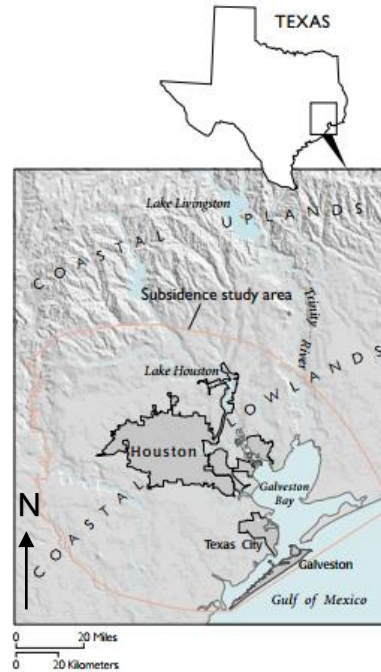 TEXAS
Lake Livingston
COASTAL UPLANDS
Subsidence study area
Trinity
River
Lake Houston
COASTAL LOWLANDS
Houston
Galveston
Bay
N
Texas City
Galveston
Gulf of Mexico
0 20 Miles
0 20 Kilometers